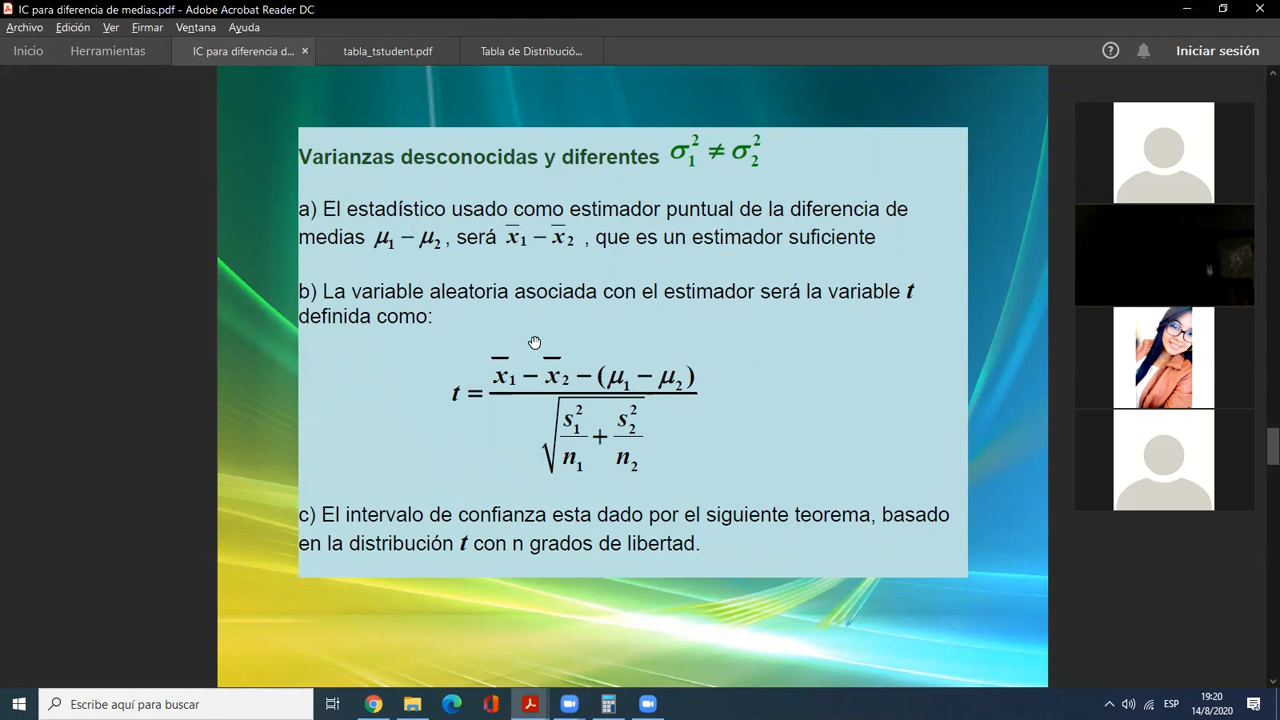 IC para diferencia de medias.pdf - Adobe Acrobat Reader DC
Archivo Edición Ver Firmar Ventana Ayuda
Inicio Herramientas IC para diferencia d... × tabla_tstudent.pdf Tabla de Distribució... Iniciar sesión
Varianzas desconocidas y diferentes σ₁² ≠ σ₂²
a) El estadístico usado como estimador puntual de la diferencia de
medias μ₁ − μ₂, será x̄₁ − x̄₂ , que es un estimador suficiente
b) La variable aleatoria asociada con el estimador será la variable t
definida como:
t = (x̄₁ − x̄₂ − (μ₁ − μ₂)) / √(s₁²/n₁ + s₂²/n₂)
c) El intervalo de confianza esta dado por el siguiente teorema, basado
en la distribución t con n grados de libertad.
Escribe aquí para buscar
ESP
19:20
14/8/2020